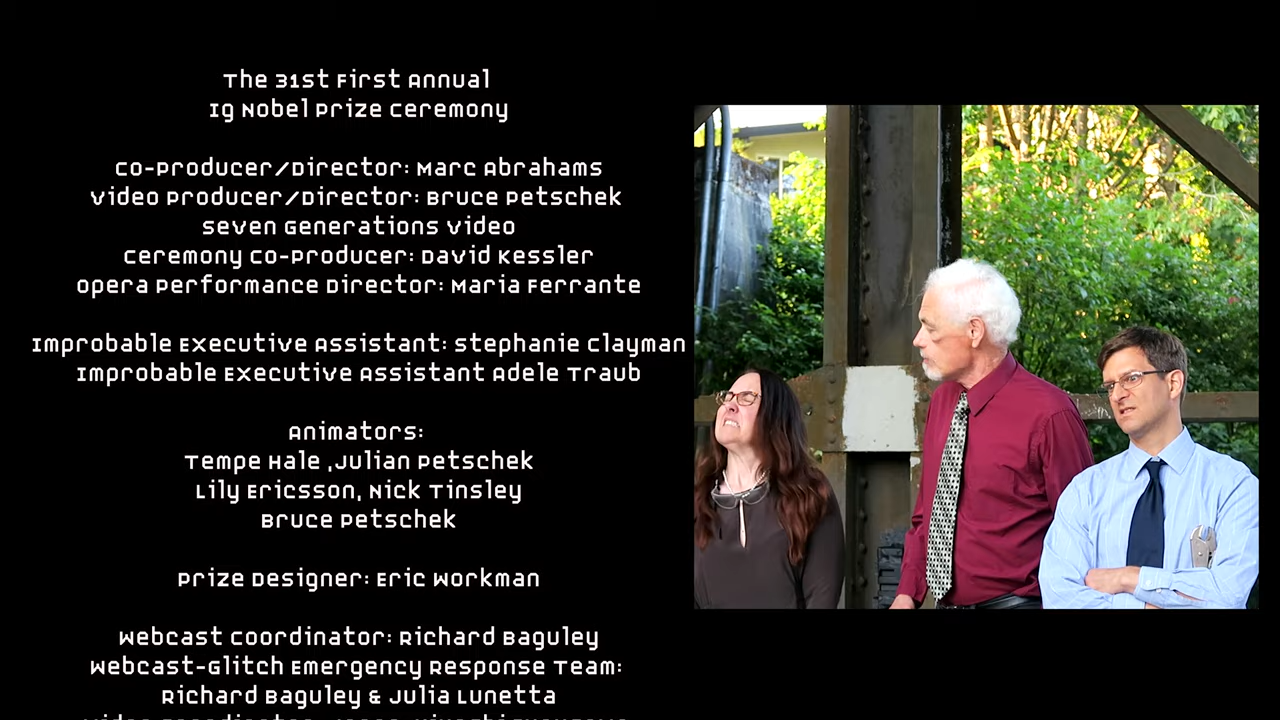 The 31st First Annual
Ig Nobel Prize Ceremony
Co-Producer/Director: Marc Abrahams
Video Producer/Director: Bruce Petschek
Seven Generations Video
Ceremony Co-Producer: David Kessler
Opera Performance Director: Maria Ferrante
Improbable Executive Assistant: Stephanie Clayman
Improbable Executive Assistant Adele Traub
Animators:
Tempe Hale ,Julian Petschek
Lily Ericsson, Nick Tinsley
Bruce Petschek
Prize Designer: Eric Workman
Webcast Coordinator: Richard Baguley
Webcast-Glitch Emergency Response Team:
Richard Baguley & Julia Lunetta